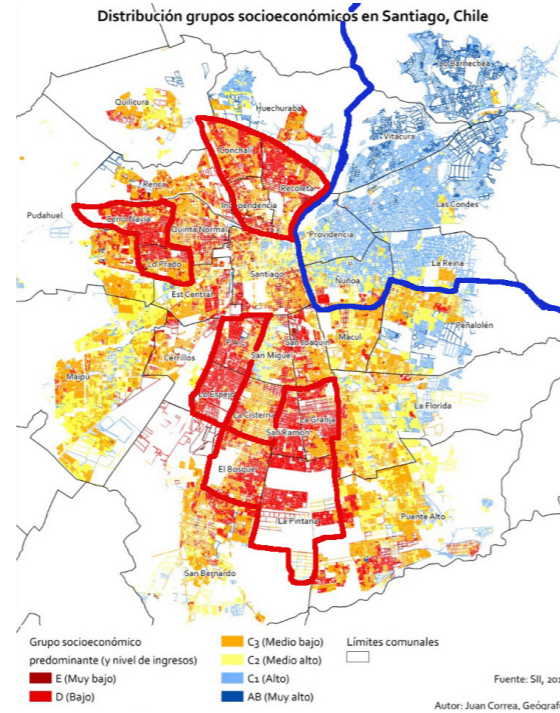 Distribución grupos socioeconómicos en Santiago, Chile
Lo Barnechea
Quilicura
Huechuraba
Vitacura
Conchalí
Renca
Recoleta
Las Condes
Pudahuel
Cerro Navia
Independencia
Quinta Normal
Providencia
Lo Prado
Santiago
La Reina
Ñuñoa
Est Central
Peñalolén
P.A.C
San Joaquín
Macul
Cerrillos
San Miguel
Maipú
Lo Espejo
La Cisterna
La Granja
La Florida
San Ramón
El Bosque
La Pintana
Puente Alto
San Bernardo
Grupo socioeconómico
predominante (y nivel de ingresos)
E (Muy bajo)
D (Bajo)
C3 (Medio bajo)
C2 (Medio alto)
C1 (Alto)
AB (Muy alto)
Límites comunales
Fuente: SII, 201
Autor: Juan Correa, Geógraf